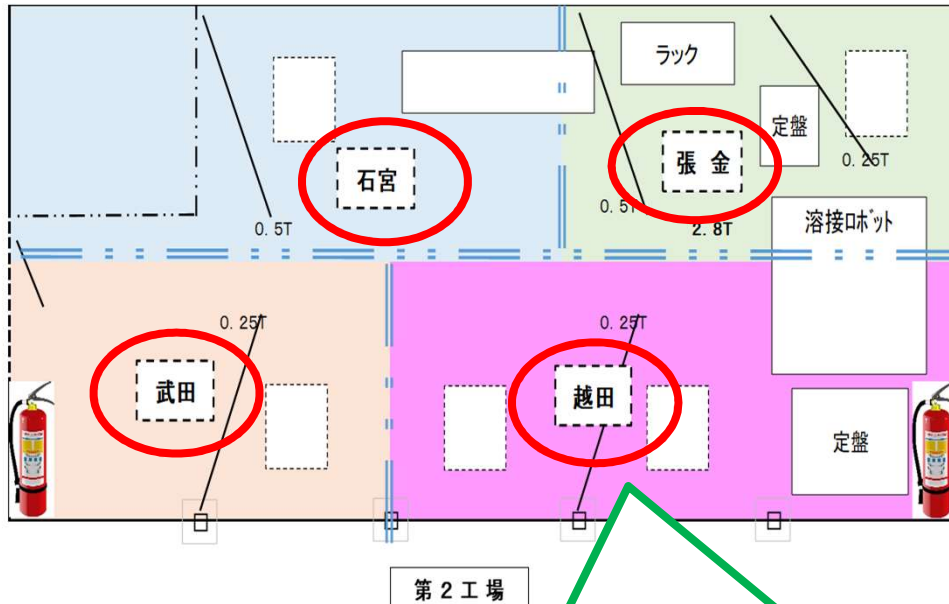 ラック
定盤
石宮
張 金
0.25T
0.5T
0.5T
2.8T
溶接ロボット
0.25T
0.25T
武田
越田
定盤
第2工場